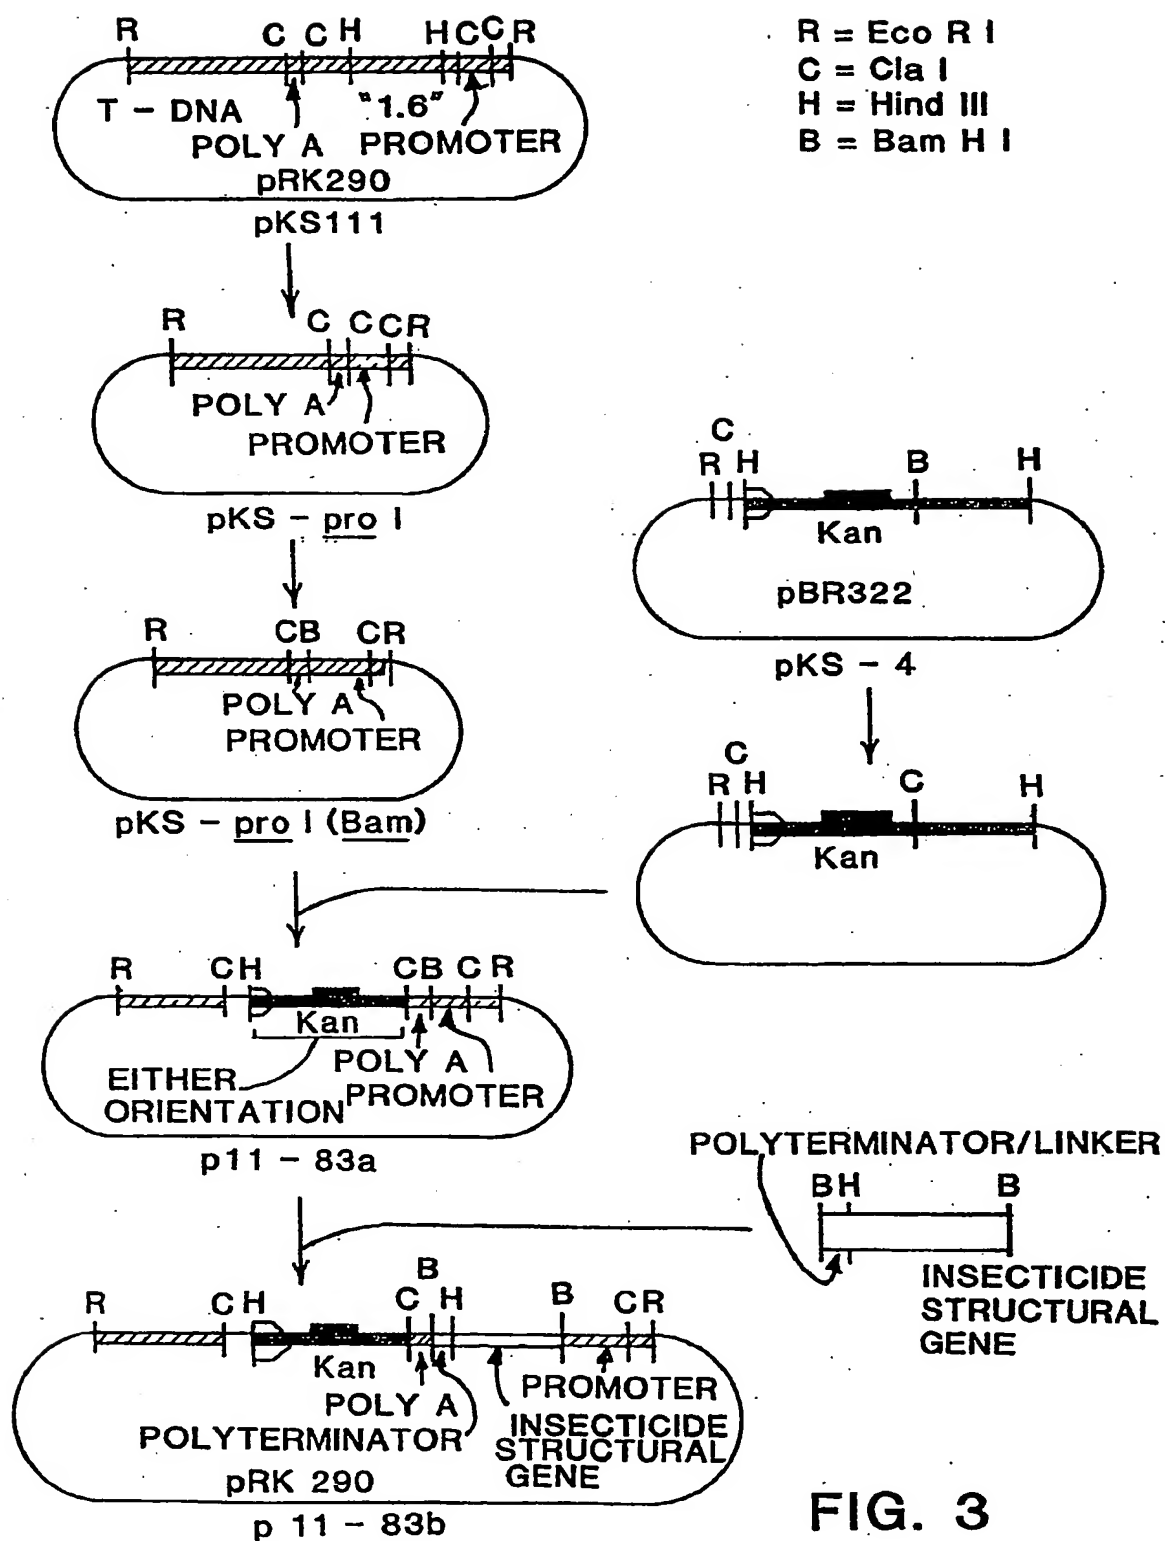 R C C H H C C R
T - DNA "1.6"
POLY A PROMOTER
pRK290
pKS111
R = Eco R I
C = Cla I
H = Hind III
B = Bam H I
R C C C R
POLY A
PROMOTER
pKS - pro I
R C B C R
POLY A
PROMOTER
pKS - pro I (Bam)
C
R H B H
Kan
pBR322
pKS - 4
C
R H C H
Kan
R C H C B C R
Kan
POLY A
PROMOTER
EITHER
ORIENTATION
p11 - 83a
POLYTERMINATOR/LINKER
B H B
INSECTICIDE
STRUCTURAL
GENE
B
R C H C H B C R
Kan
POLY A
PROMOTER
POLYTERMINATOR
INSECTICIDE
STRUCTURAL
GENE
pRK 290
p 11 - 83b
FIG. 3